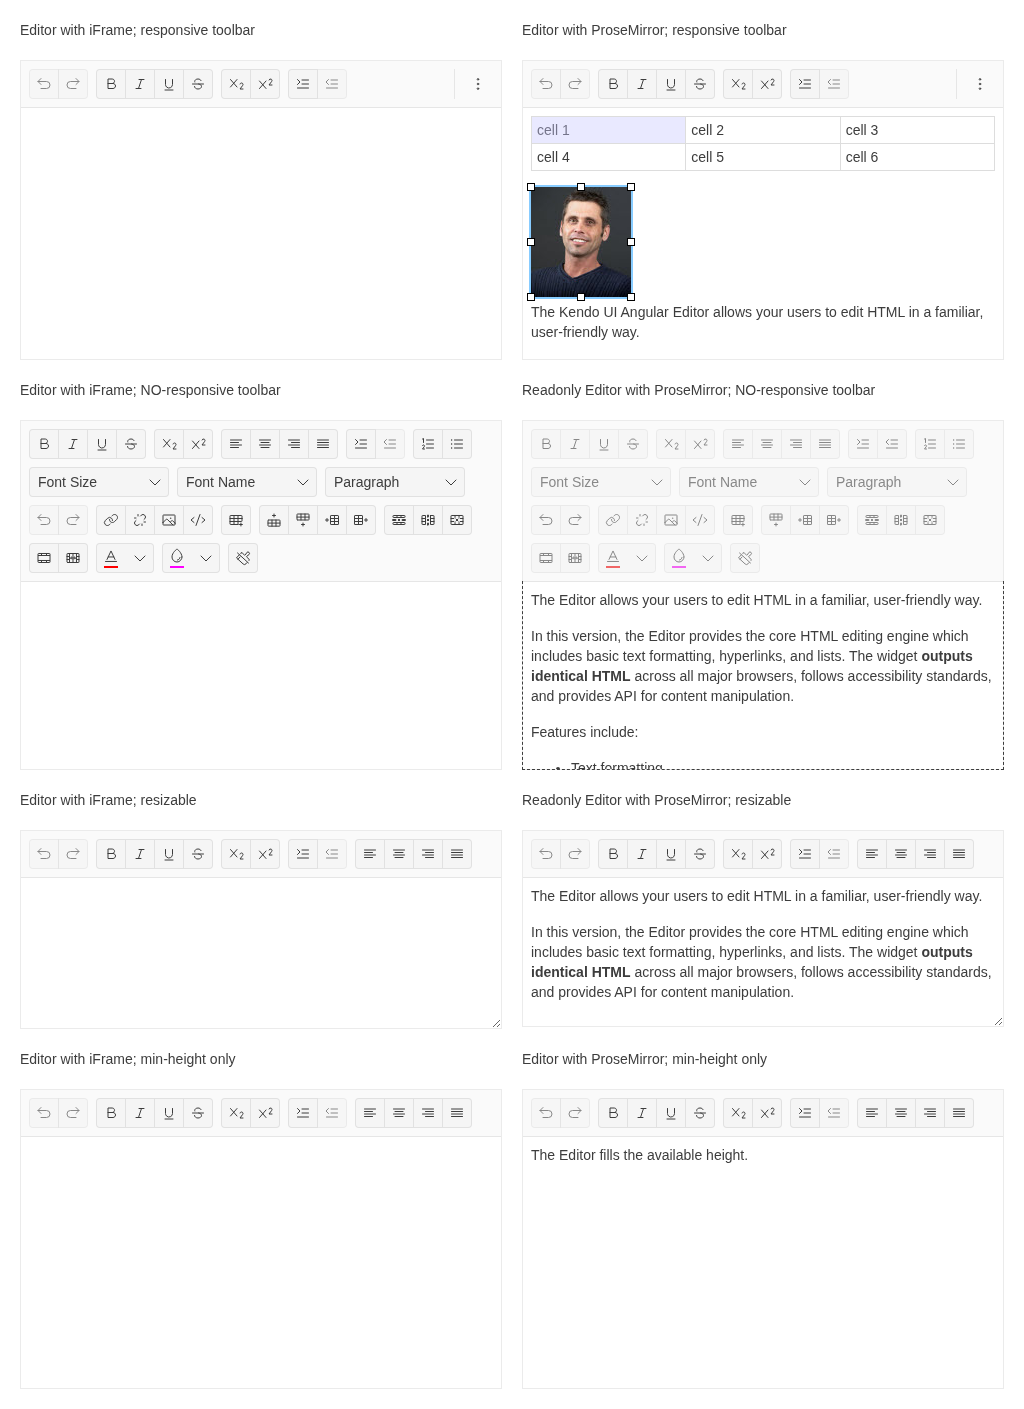 Editor with iFrame; responsive toolbar
Editor with ProseMirror; responsive toolbar
cell 1 cell 2 cell 3
cell 4 cell 5 cell 6
The Kendo UI Angular Editor allows your users to edit HTML in a familiar,
user-friendly way.
Editor with iFrame; NO-responsive toolbar
Font Size Font Name Paragraph
Readonly Editor with ProseMirror; NO-responsive toolbar
Font Size Font Name Paragraph
The Editor allows your users to edit HTML in a familiar, user-friendly way.
In this version, the Editor provides the core HTML editing engine which
includes basic text formatting, hyperlinks, and lists. The widget outputs
identical HTML across all major browsers, follows accessibility standards,
and provides API for content manipulation.
Features include:
• Text formatting
Editor with iFrame; resizable
Readonly Editor with ProseMirror; resizable
The Editor allows your users to edit HTML in a familiar, user-friendly way.
In this version, the Editor provides the core HTML editing engine which
includes basic text formatting, hyperlinks, and lists. The widget outputs
identical HTML across all major browsers, follows accessibility standards,
and provides API for content manipulation.
Editor with iFrame; min-height only
Editor with ProseMirror; min-height only
The Editor fills the available height.